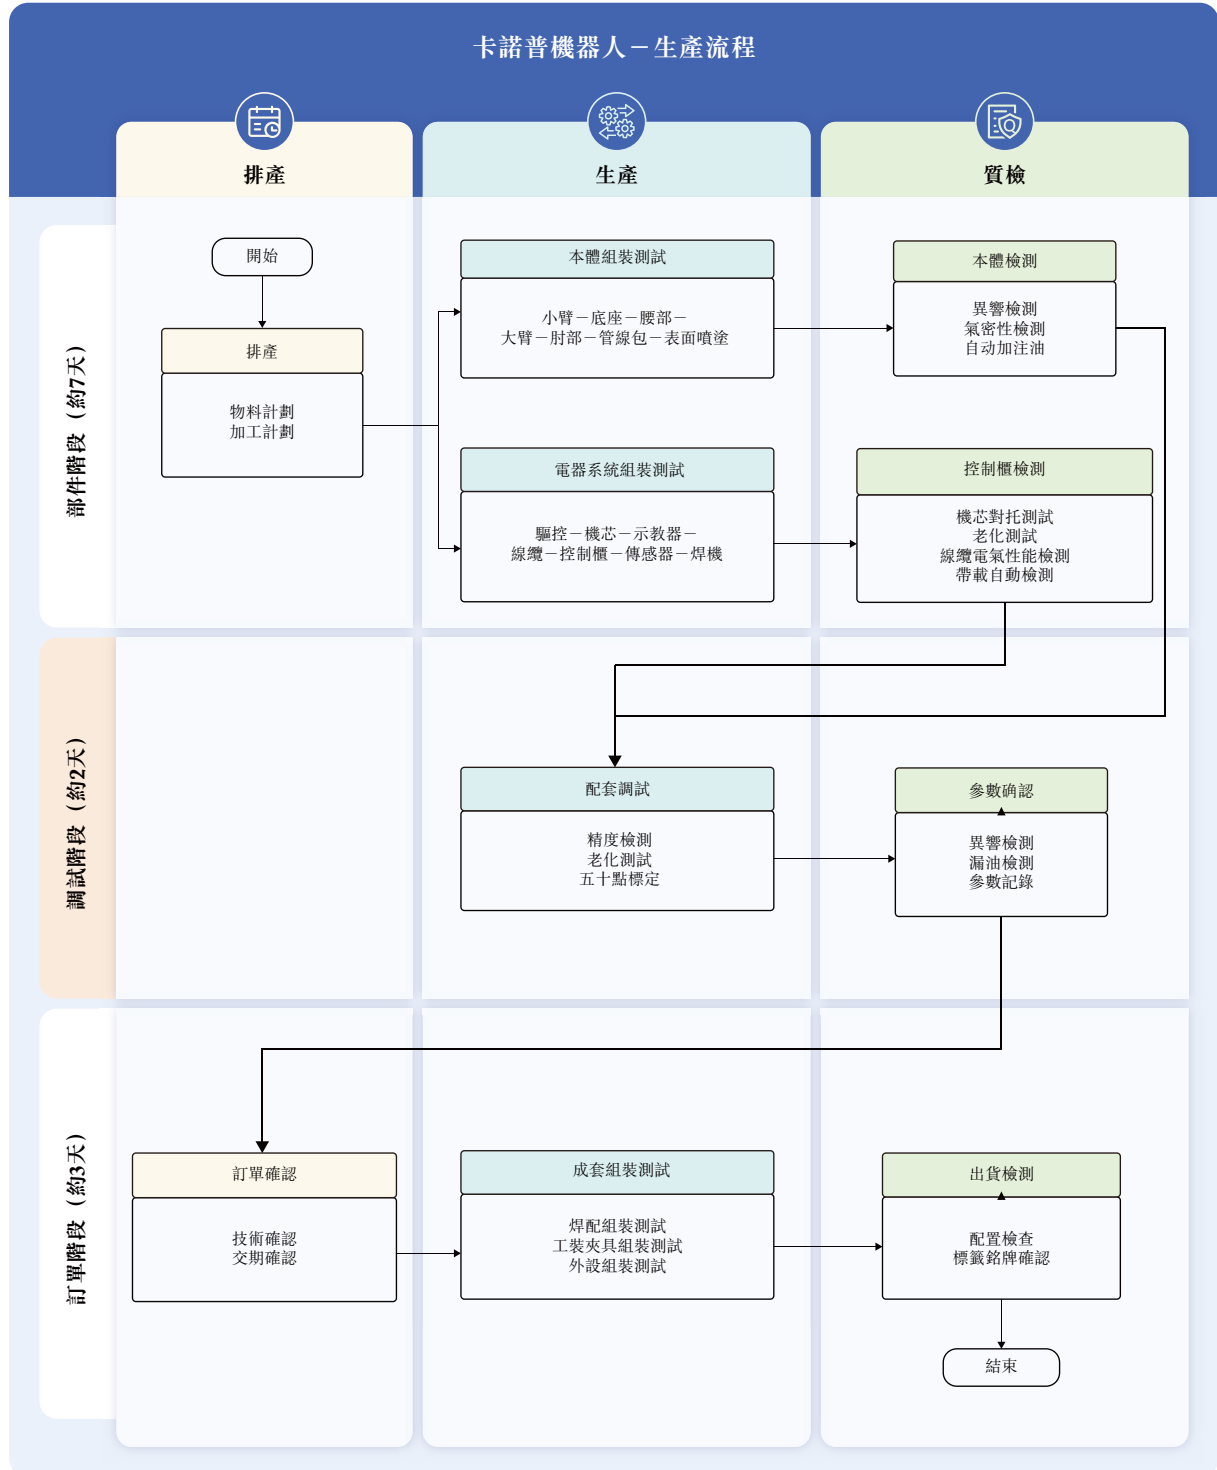 卡諾普機器人－生產流程
排產
生產
質檢
部件階段（約7天）
開始
排產
物料計劃
加工計劃
本體組裝測試
小臂－底座－腰部－
大臂－肘部－管線包－表面噴塗
本體檢測
異響檢測
氣密性檢測
自动加注油
電器系統組裝測試
驅控－機芯－示教器－
線纜－控制櫃－傳感器－焊機
控制櫃檢測
機芯對托測試
老化測試
線纜電氣性能檢測
帶載自動檢測
調試階段（約2天）
配套調試
精度檢測
老化測試
五十點標定
參數确認
異響檢測
漏油檢測
參數記錄
訂單階段（約3天）
訂單確認
技術確認
交期確認
成套組裝測試
焊配組裝測試
工裝夾具組裝測試
外設組裝測試
出貨檢測
配置檢查
標籤銘牌確認
結束